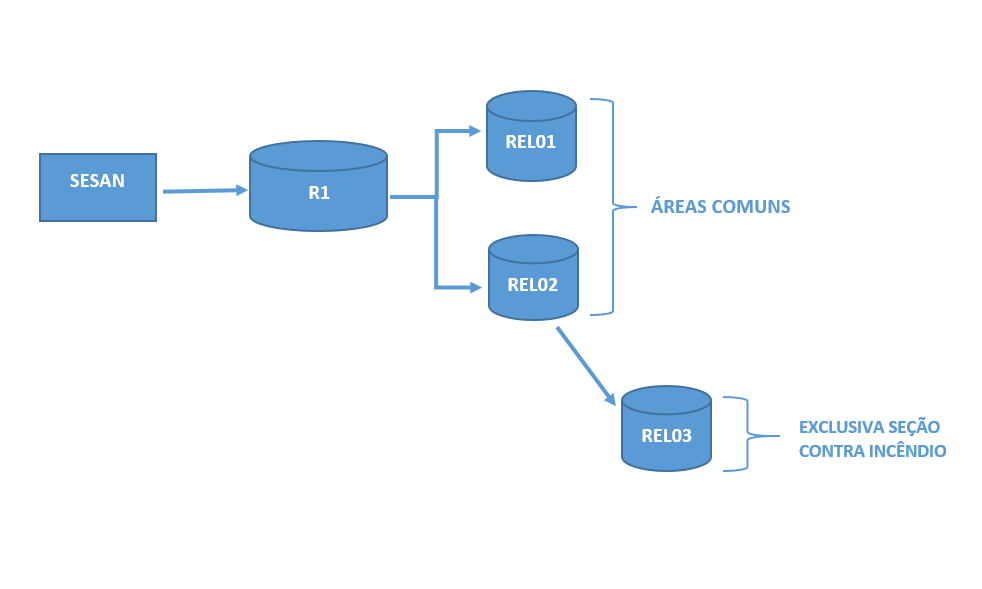 SESAN
R1
REL01
REL02
ÁREAS COMUNS
REL03
EXCLUSIVA SEÇÃO
CONTRA INCÊNDIO